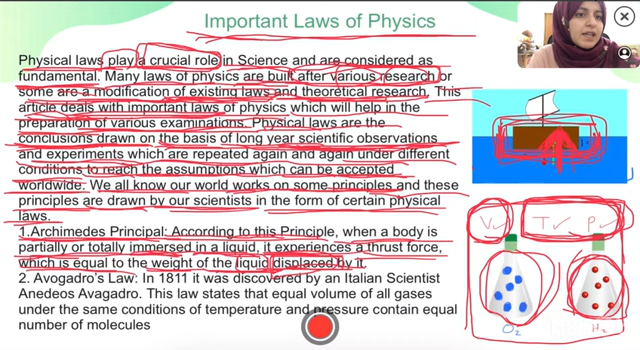 Important Laws of Physics
Physical laws play a crucial role in Science and are considered as
fundamental. Many laws of physics are built after various research or
some are a modification of existing laws and theoretical research. This
article deals with important laws of physics which will help in the
preparation of various examinations. Physical laws are the
conclusions drawn on the basis of long year scientific observations
and experiments which are repeated again and again under different
conditions to reach the assumptions which can be accepted
worldwide. We all know our world works on some principles and these
principles are drawn by our scientists in the form of certain physical
laws.
1.Archimedes Principal: According to this Principle, when a body is
partially or totally immersed in a liquid, it experiences a thrust force,
which is equal to the weight of the liquid displaced by it.
2. Avogadro's Law: In 1811 it was discovered by an Italian Scientist
Anedeos Avagadro. This law states that equal volume of all gases
under the same conditions of temperature and pressure contain equal
number of molecules
V T P
O2 H2